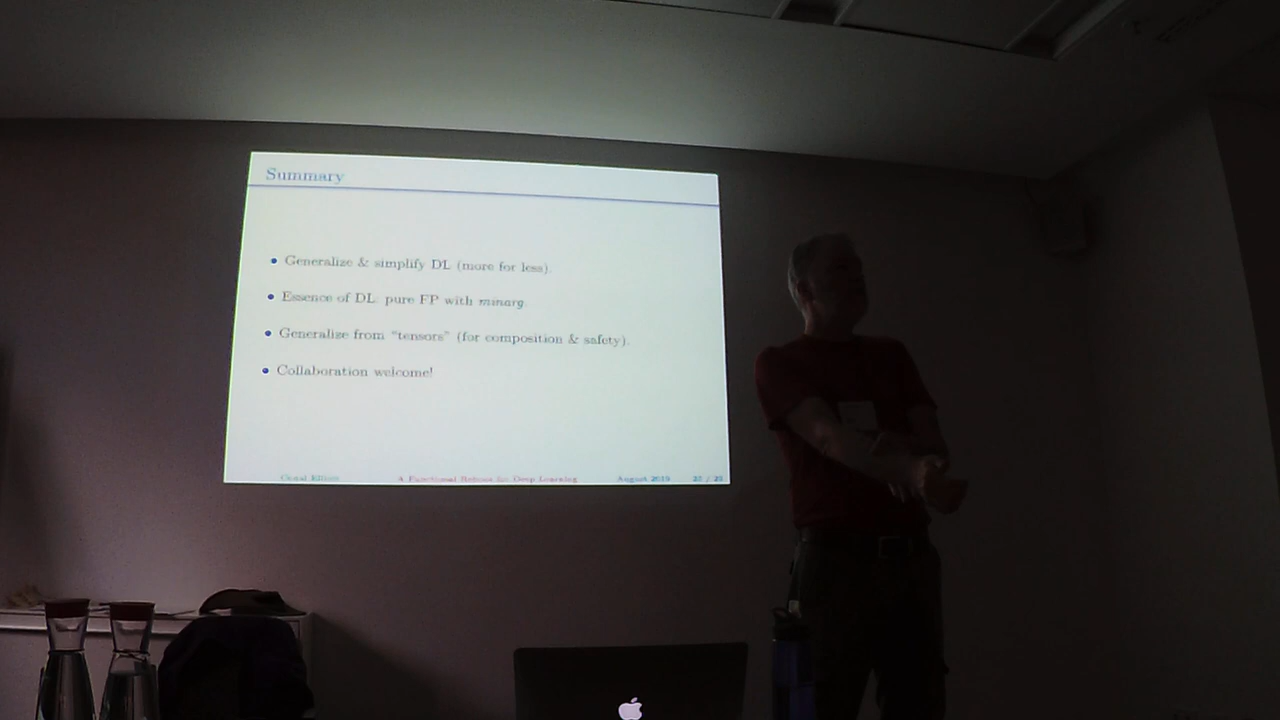 Summary
• Generalize & simplify DL (more for less).
• Essence of DL: pure FP with minarg.
• Generalize from "tensors" (for composition & safety).
• Collaboration welcome!
Conal Elliott A Functional Reboot for Deep Learning August 2019